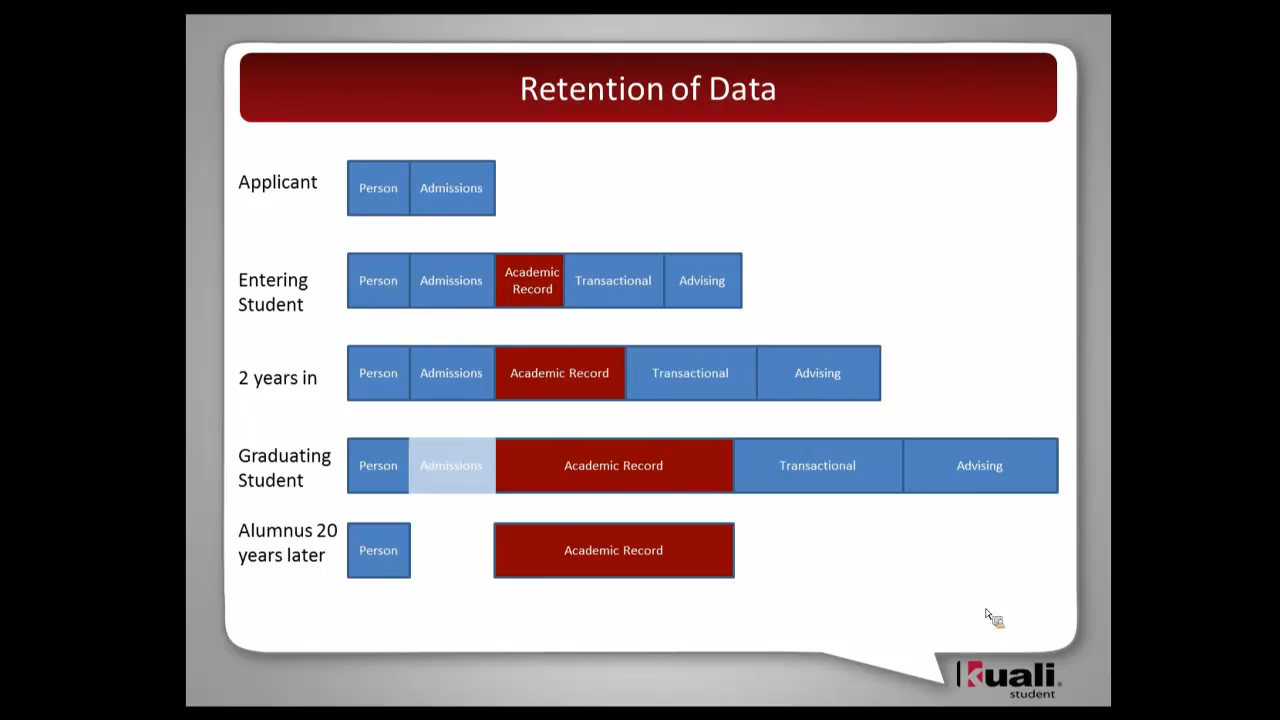 Retention of Data
Applicant
Person
Admissions
Entering
Student
Person
Admissions
Academic
Record
Transactional
Advising
2 years in
Person
Admissions
Academic Record
Transactional
Advising
Graduating
Student
Person
Admissions
Academic Record
Transactional
Advising
Alumnus 20
years later
Person
Academic Record
kuali
student